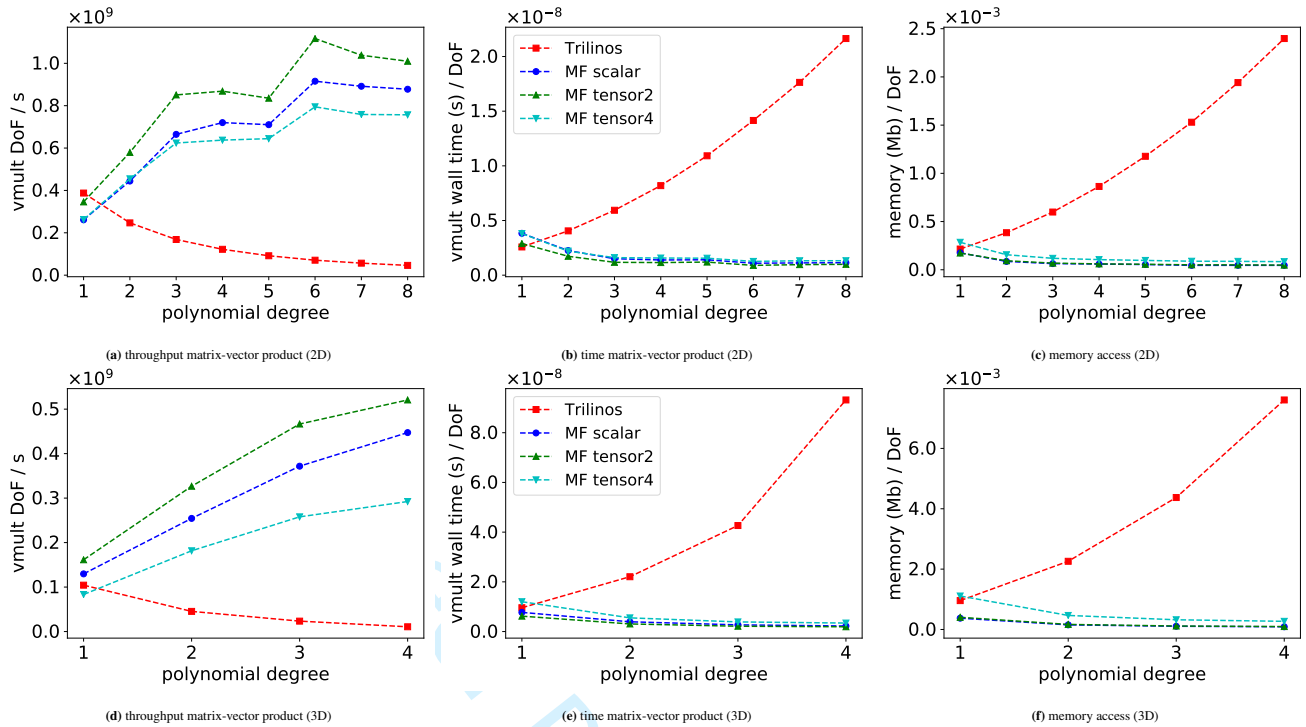 ×10⁹
1.0
0.8
0.6
0.4
0.2
0.0
vmult DoF / s
1 2 3 4 5 6 7 8
polynomial degree
(a) throughput matrix-vector product (2D)
×10⁻⁸
2.0
1.5
1.0
0.5
0.0
vmult wall time (s) / DoF
Trilinos
MF scalar
MF tensor2
MF tensor4
1 2 3 4 5 6 7 8
polynomial degree
(b) time matrix-vector product (2D)
×10⁻³
2.5
2.0
1.5
1.0
0.5
0.0
memory (Mb) / DoF
1 2 3 4 5 6 7 8
polynomial degree
(c) memory access (2D)
×10⁹
0.5
0.4
0.3
0.2
0.1
0.0
vmult DoF / s
1 2 3 4
polynomial degree
(d) throughput matrix-vector product (3D)
×10⁻⁸
8.0
6.0
4.0
2.0
0.0
vmult wall time (s) / DoF
Trilinos
MF scalar
MF tensor2
MF tensor4
1 2 3 4
polynomial degree
(e) time matrix-vector product (3D)
×10⁻³
6.0
4.0
2.0
0.0
memory (Mb) / DoF
1 2 3 4
polynomial degree
(f) memory access (3D)